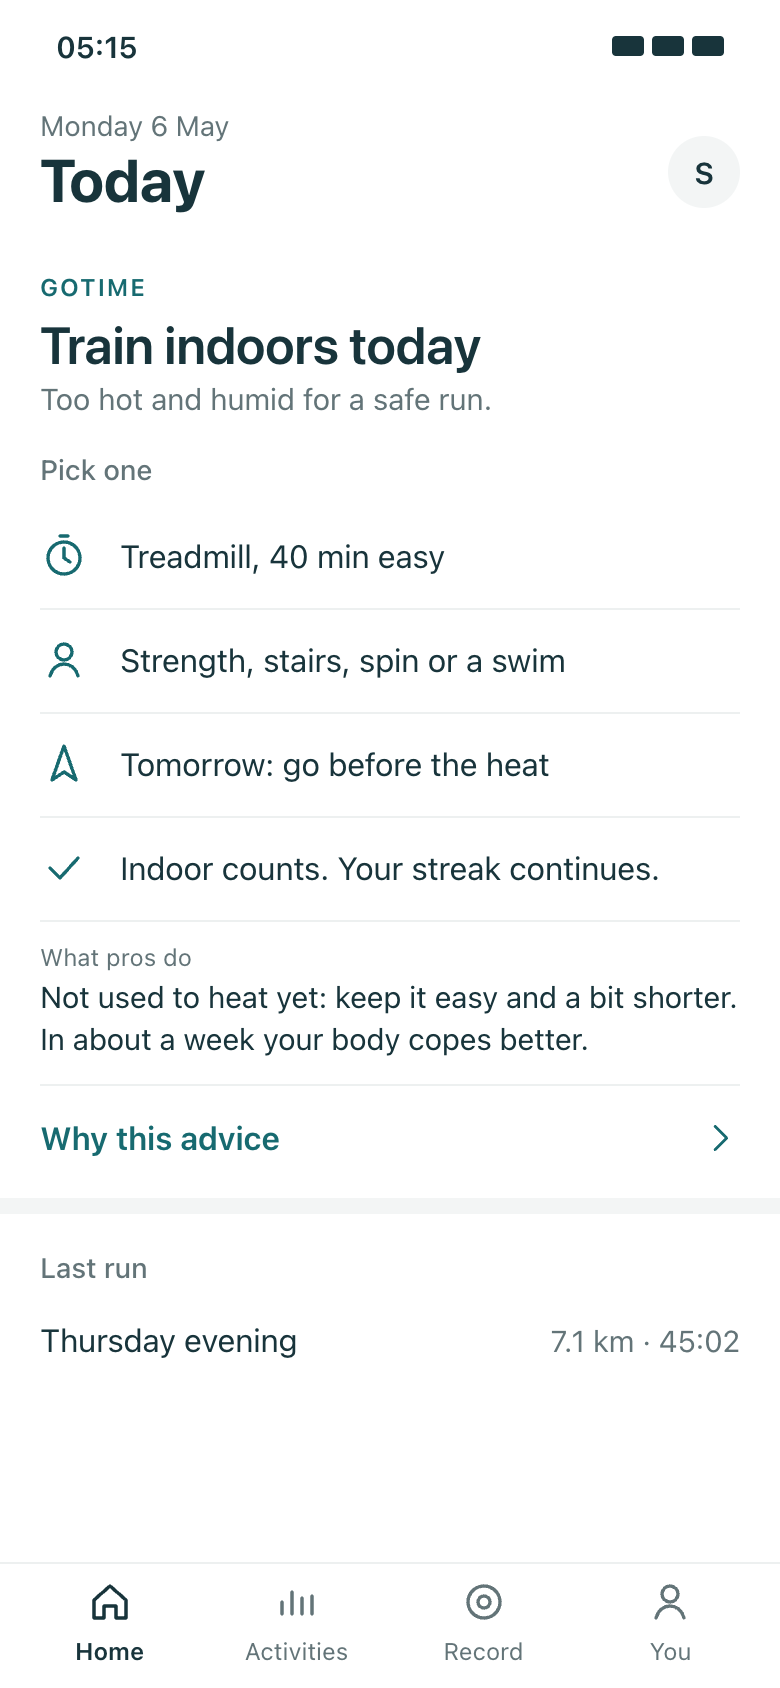 05:15
Monday 6 May
Today
S
GOTIME
Train indoors today
Too hot and humid for a safe run.
Pick one
Treadmill, 40 min easy
Strength, stairs, spin or a swim
Tomorrow: go before the heat
Indoor counts. Your streak continues.
What pros do
Not used to heat yet: keep it easy and a bit shorter.
In about a week your body copes better.
Why this advice
Last run
Thursday evening 7.1 km · 45:02
Home Activities Record You